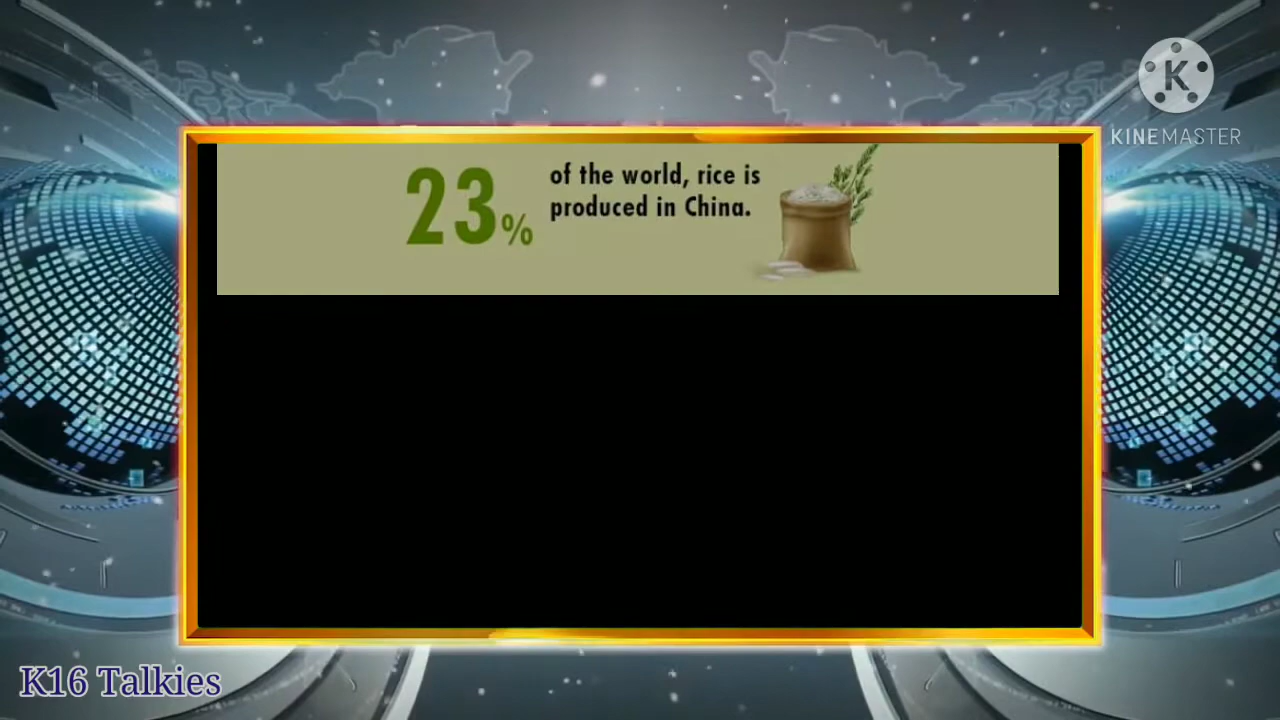 K
KINEMASTER
23%
of the world, rice is
produced in China.
K16 Talkies